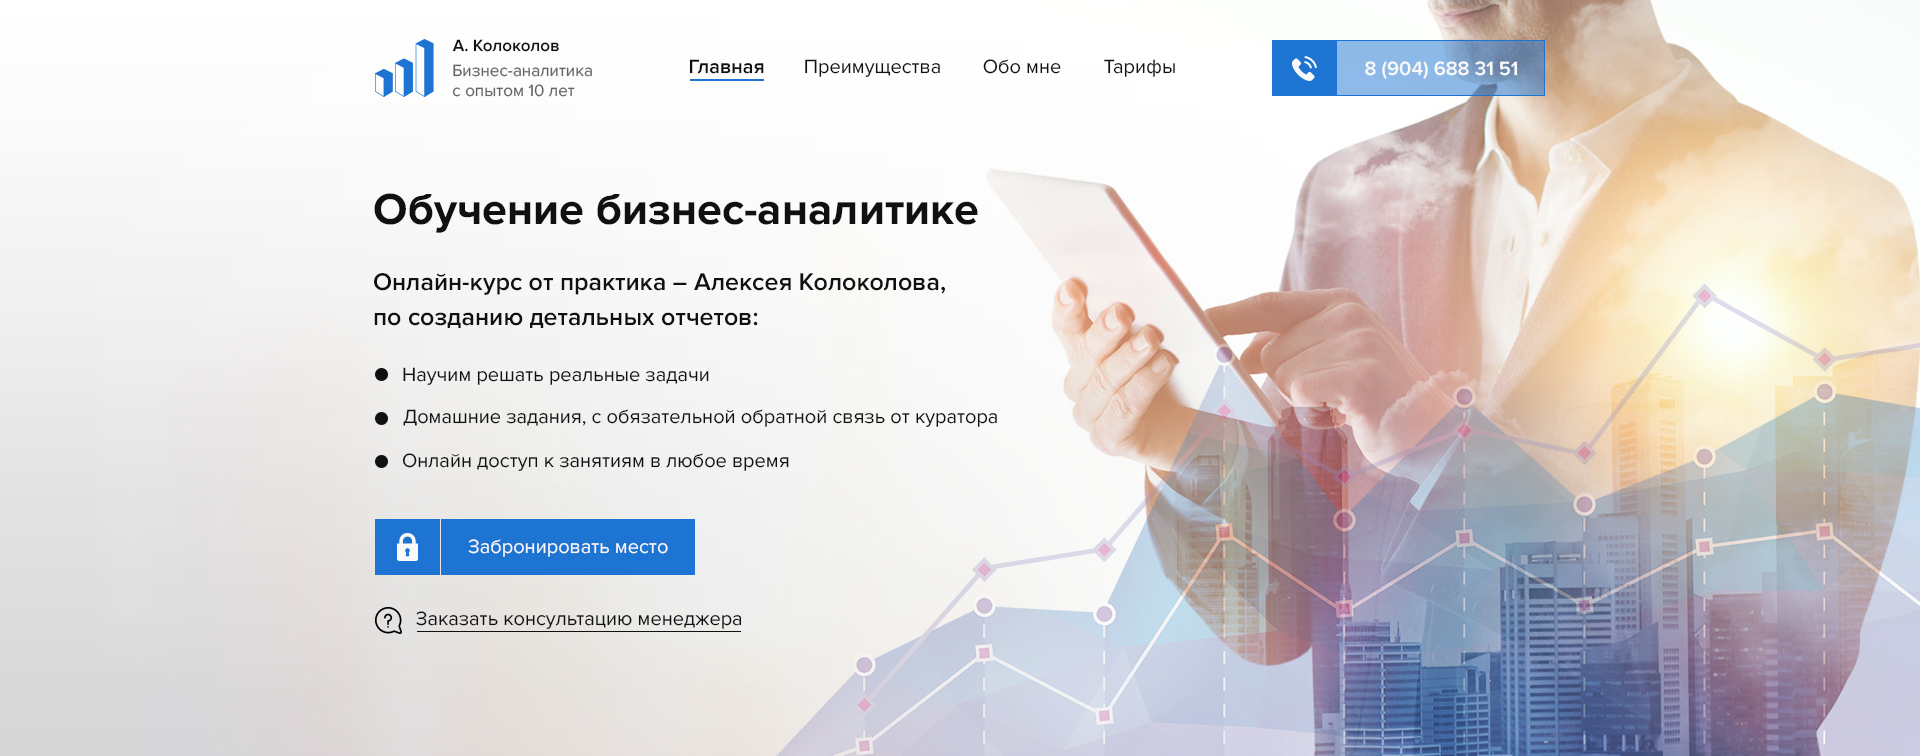 А. Колоколов
Бизнес-аналитика
с опытом 10 лет
Главная
Преимущества
Обо мне
Тарифы
8 (904) 688 31 51
Обучение бизнес-аналитике
Онлайн-курс от практика – Алексея Колоколова,
по созданию детальных отчетов:
Научим решать реальные задачи
Домашние задания, с обязательной обратной связь от куратора
Онлайн доступ к занятиям в любое время
Забронировать место
Заказать консультацию менеджера